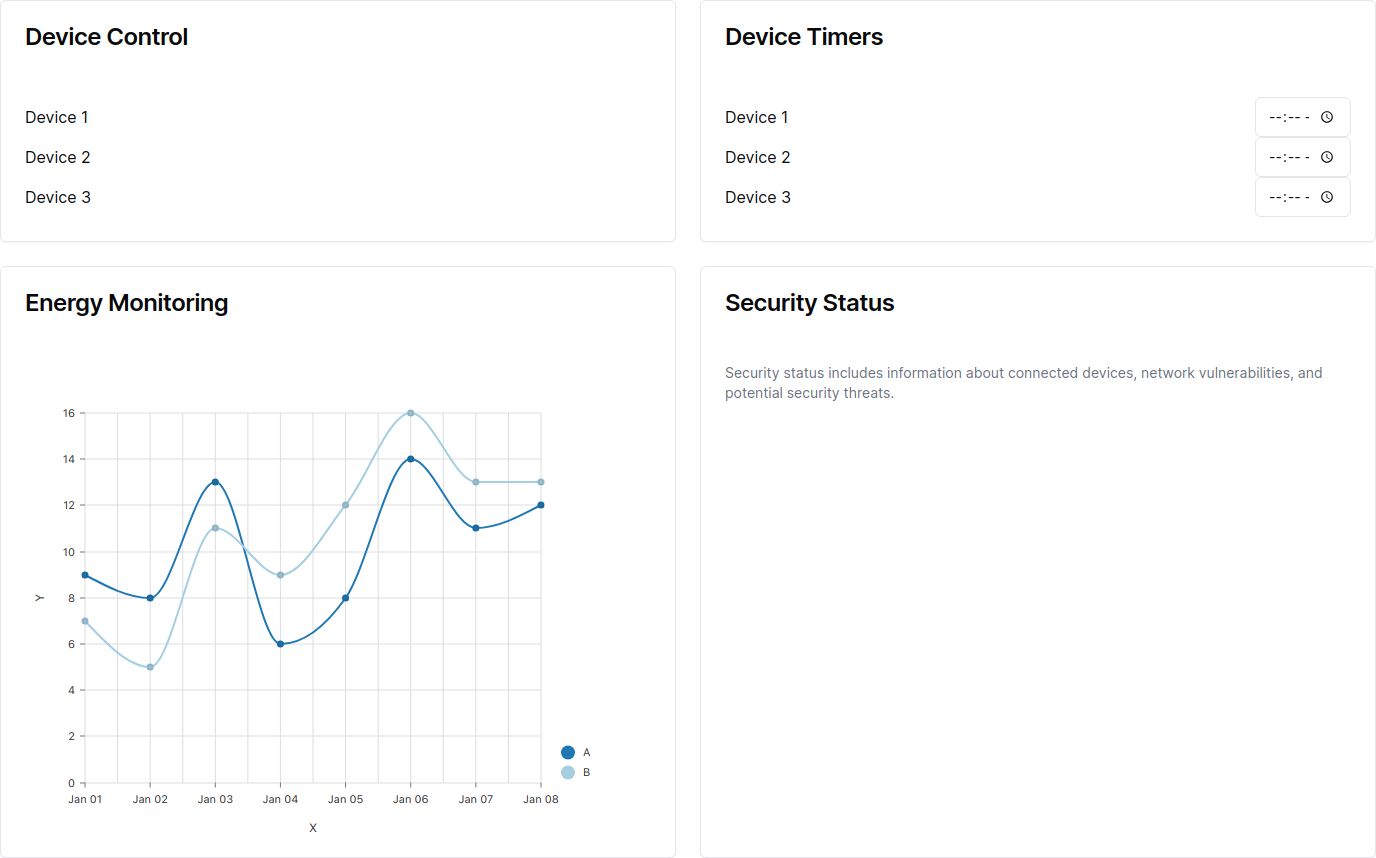 Device Control
Device 1
Device 2
Device 3
Device Timers
Device 1 --:-- -
Device 2 --:-- -
Device 3 --:-- -
Energy Monitoring
16
14
12
10
8
6
4
2
0
Y
Jan 01 Jan 02 Jan 03 Jan 04 Jan 05 Jan 06 Jan 07 Jan 08
X
A
B
Security Status
Security status includes information about connected devices, network vulnerabilities, and
potential security threats.